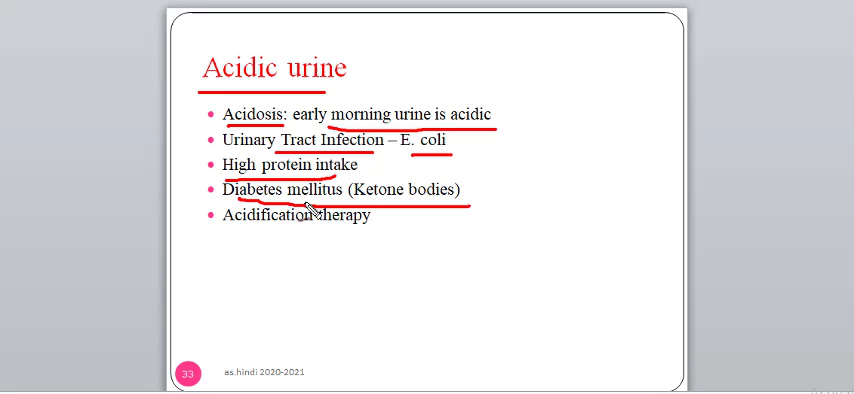 Acidic urine
Acidosis: early morning urine is acidic
Urinary Tract Infection – E. coli
High protein intake
Diabetes mellitus (Ketone bodies)
Acidification therapy
33
as.hindi 2020-2021